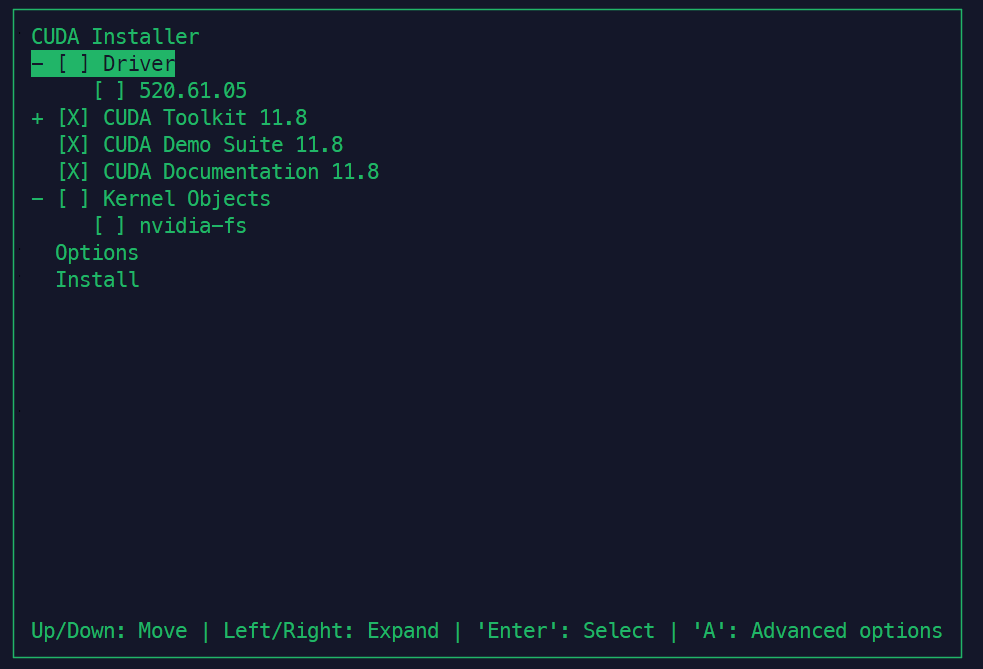 CUDA Installer
- [ ] Driver
     [ ] 520.61.05
+ [X] CUDA Toolkit 11.8
  [X] CUDA Demo Suite 11.8
  [X] CUDA Documentation 11.8
- [ ] Kernel Objects
     [ ] nvidia-fs
  Options
  Install
Up/Down: Move | Left/Right: Expand | 'Enter': Select | 'A': Advanced options